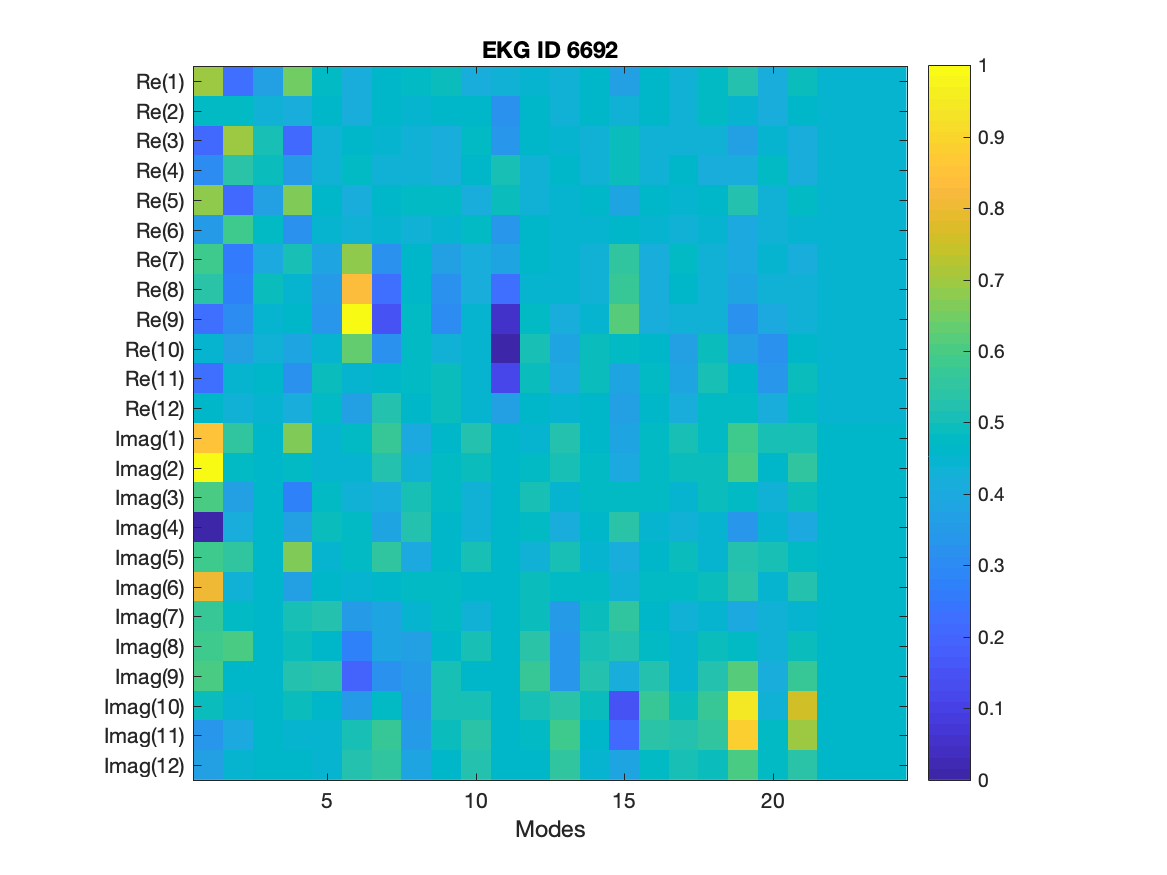 EKG ID 6692
Re(1)
Re(2)
Re(3)
Re(4)
Re(5)
Re(6)
Re(7)
Re(8)
Re(9)
Re(10)
Re(11)
Re(12)
Imag(1)
Imag(2)
Imag(3)
Imag(4)
Imag(5)
Imag(6)
Imag(7)
Imag(8)
Imag(9)
Imag(10)
Imag(11)
Imag(12)
5 10 15 20
Modes
1
0.9
0.8
0.7
0.6
0.5
0.4
0.3
0.2
0.1
0